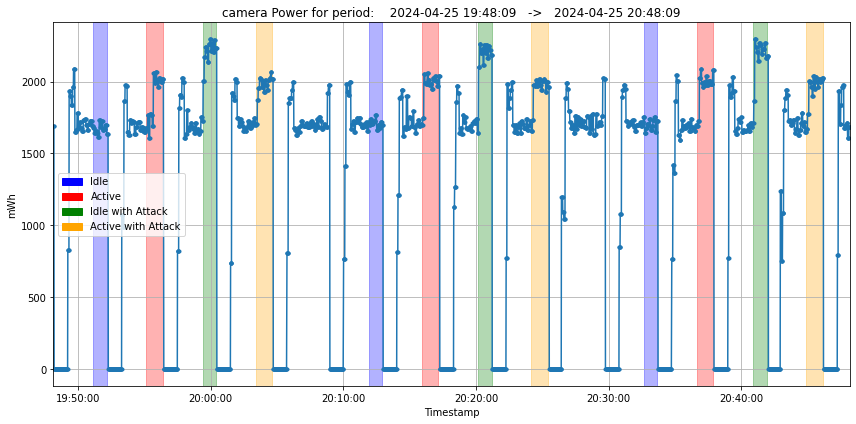 camera Power for period:    2024-04-25 19:48:09   ->   2024-04-25 20:48:09
2000
1500
1000
500
0
mWh
Idle
Active
Idle with Attack
Active with Attack
19:50:00 20:00:00 20:10:00 20:20:00 20:30:00 20:40:00
Timestamp